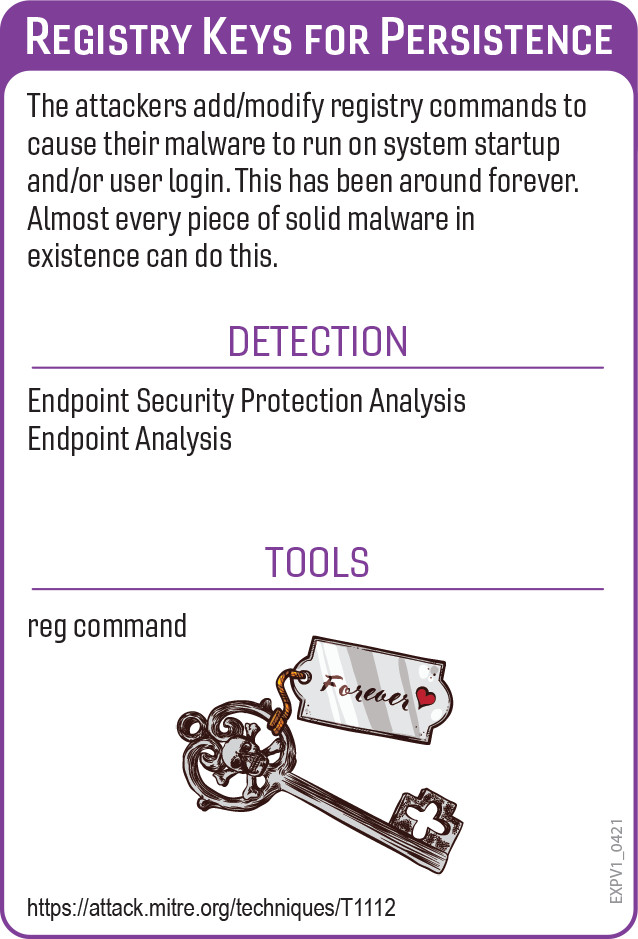 REGISTRY KEYS FOR PERSISTENCE
The attackers add/modify registry commands to
cause their malware to run on system startup
and/or user login. This has been around forever.
Almost every piece of solid malware in
existence can do this.
DETECTION
Endpoint Security Protection Analysis
Endpoint Analysis
TOOLS
reg command
Forever
EXPV1_0421
https://attack.mitre.org/techniques/T1112